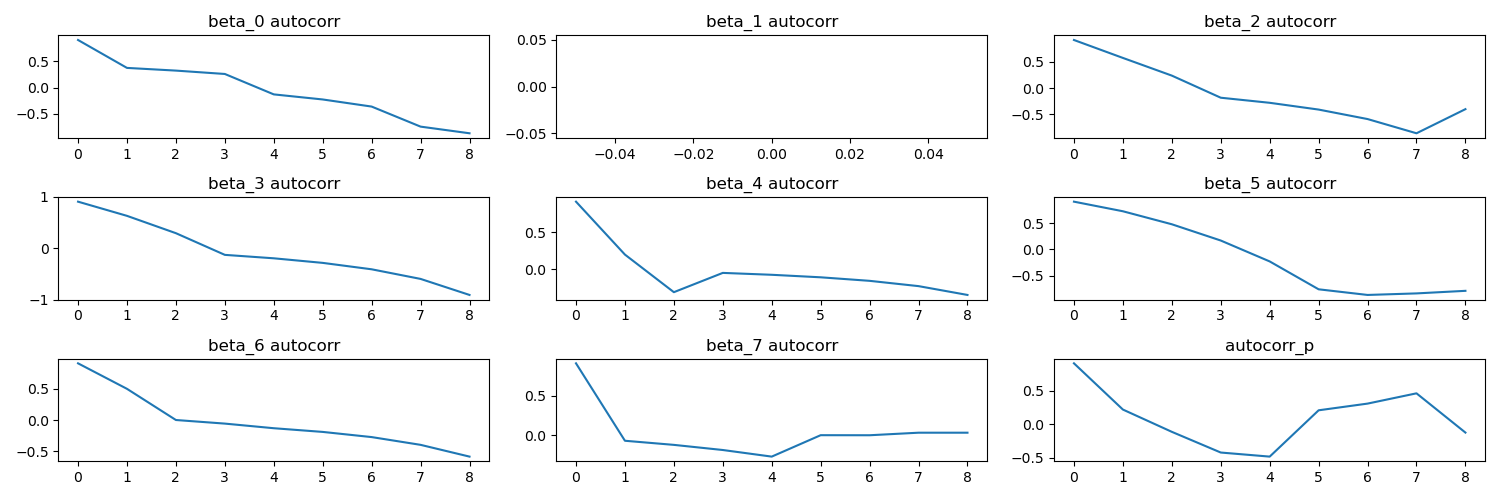 beta_0 autocorr
0.5
0.0
−0.5
0 1 2 3 4 5 6 7 8
beta_1 autocorr
0.05
0.00
−0.05
−0.04 −0.02 0.00 0.02 0.04
beta_2 autocorr
0.5
0.0
−0.5
0 1 2 3 4 5 6 7 8
beta_3 autocorr
1
0
−1
0 1 2 3 4 5 6 7 8
beta_4 autocorr
0.5
0.0
0 1 2 3 4 5 6 7 8
beta_5 autocorr
0.5
0.0
−0.5
0 1 2 3 4 5 6 7 8
beta_6 autocorr
0.5
0.0
−0.5
0 1 2 3 4 5 6 7 8
beta_7 autocorr
0.5
0.0
0 1 2 3 4 5 6 7 8
autocorr_p
0.5
0.0
−0.5
0 1 2 3 4 5 6 7 8